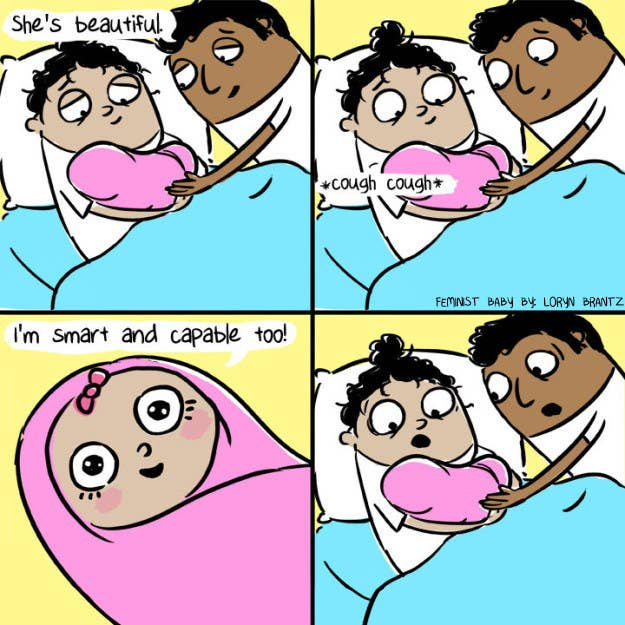 She's beautiful.
*cough cough*
FEMINIST BABY BY: LORYN BRANTZ
I'm smart and capable too!